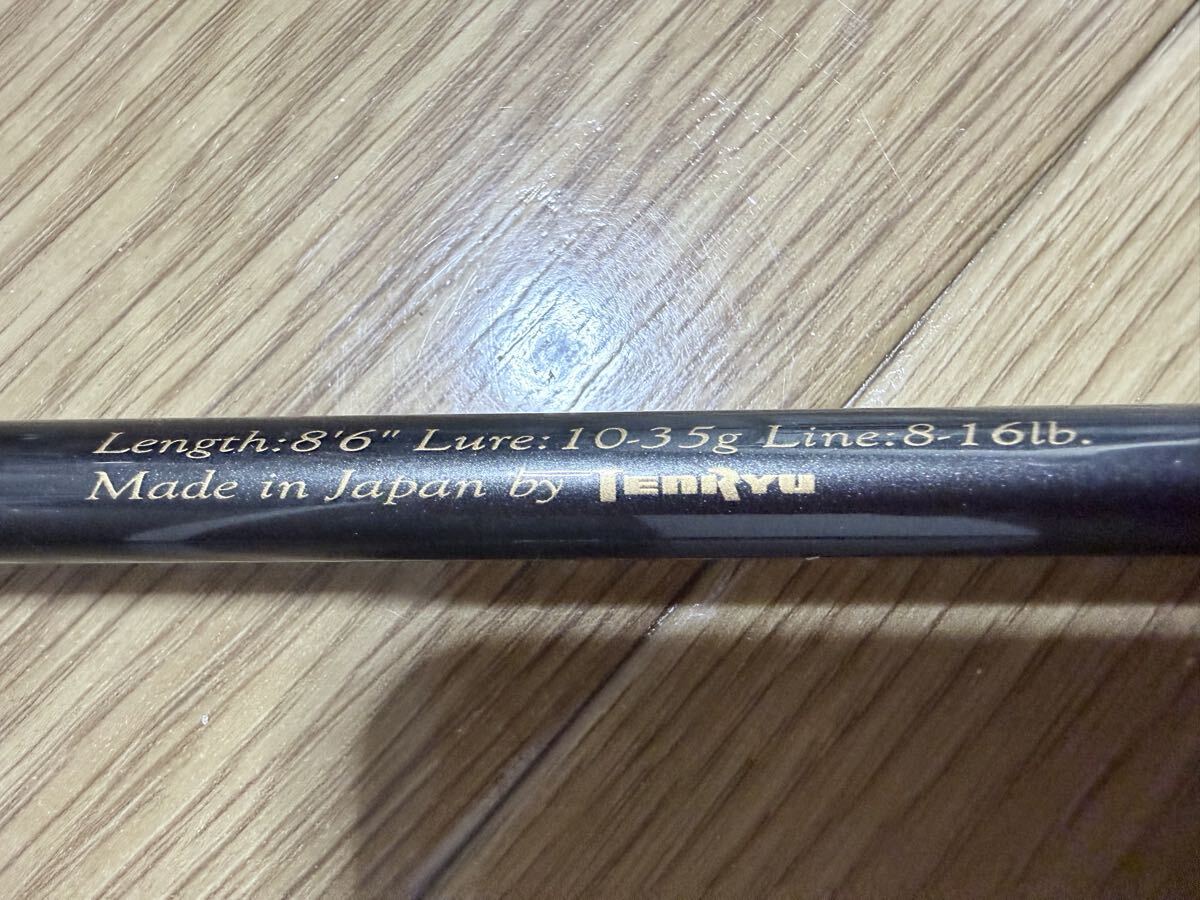 Length:8'6" Lure:10-35g Line:8-16lb.
Made in Japan by TenRyu